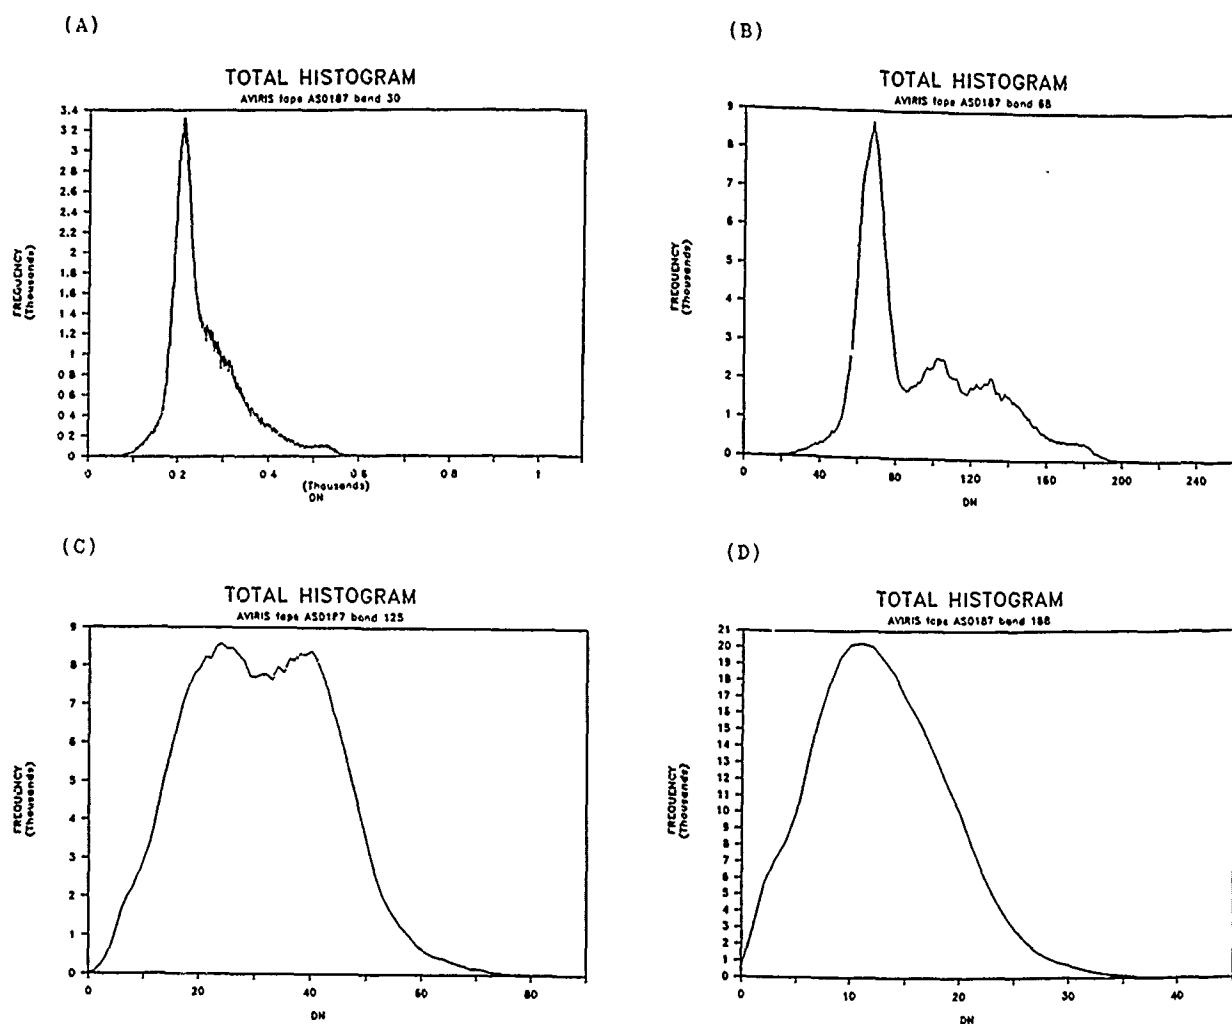 (A)
TOTAL HISTOGRAM
AVIRIS tape AS0187 band 30
FREQUENCY
(Thousands)
3.4
3.2
3
2.8
2.6
2.4
2.2
2
1.8
1.6
1.4
1.2
1
0.8
0.6
0.4
0.2
0
0 0.2 0.4 0.6 0.8 1
(Thousands)
DN
(B)
TOTAL HISTOGRAM
AVIRIS tape AS0187 band 68
FREQUENCY
(Thousands)
9
8
7
6
5
4
3
2
1
0
0 40 80 120 160 200 240
DN
(C)
TOTAL HISTOGRAM
AVIRIS tape AS0187 band 125
FREQUENCY
(Thousands)
9
8
7
6
5
4
3
2
1
0
0 20 40 60 80
DN
(D)
TOTAL HISTOGRAM
AVIRIS tape AS0187 band 188
FREQUENCY
(Thousands)
21
20
19
18
17
16
15
14
13
12
11
10
9
8
7
6
5
4
3
2
1
0
0 10 20 30 40
DN